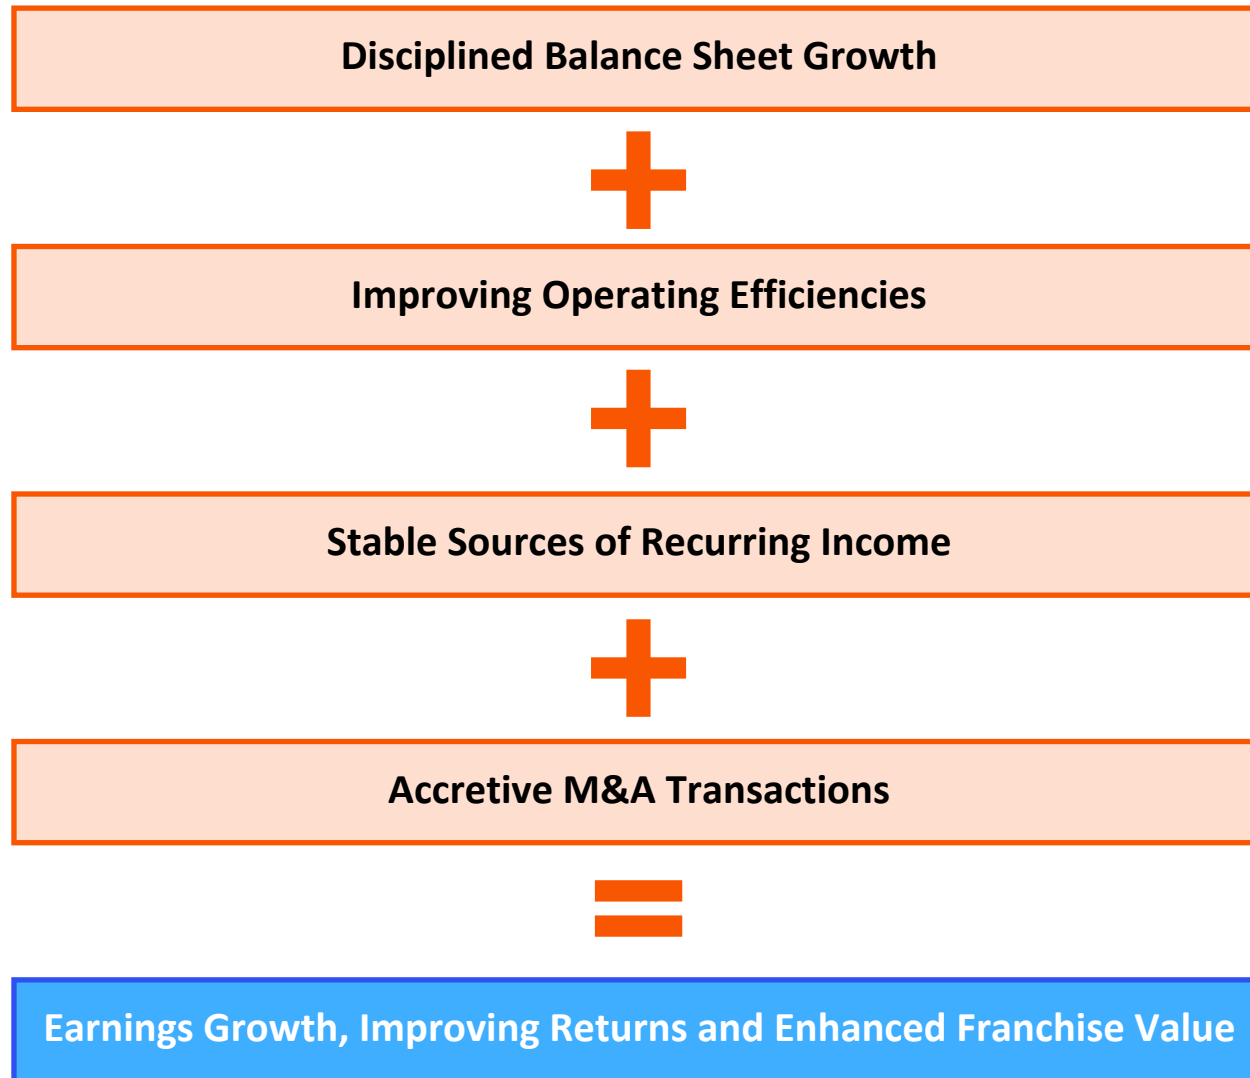 Disciplined Balance Sheet Growth
+
Improving Operating Efficiencies
+
Stable Sources of Recurring Income
+
Accretive M&A Transactions
=
Earnings Growth, Improving Returns and Enhanced Franchise Value